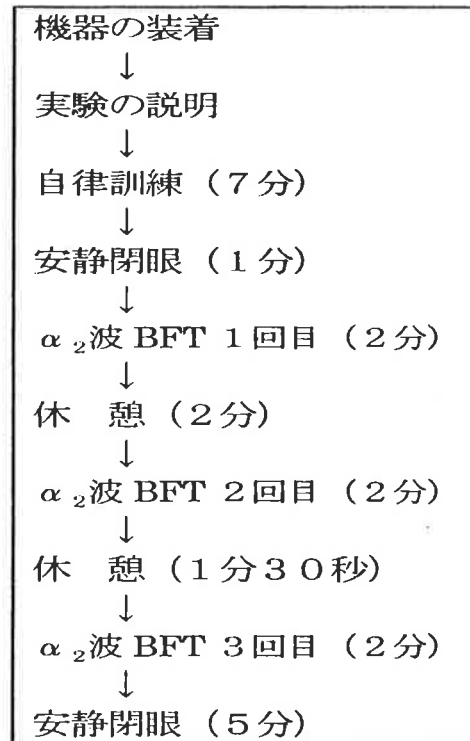 機器の装着
↓
実験の説明
↓
自律訓練（7分）
↓
安静閉眼（1分）
↓
α₂波 BFT 1回目（2分）
↓
休　憩（2分）
↓
α₂波 BFT 2回目（2分）
↓
休　憩（1分30秒）
↓
α₂波 BFT 3回目（2分）
↓
安静閉眼（5分）